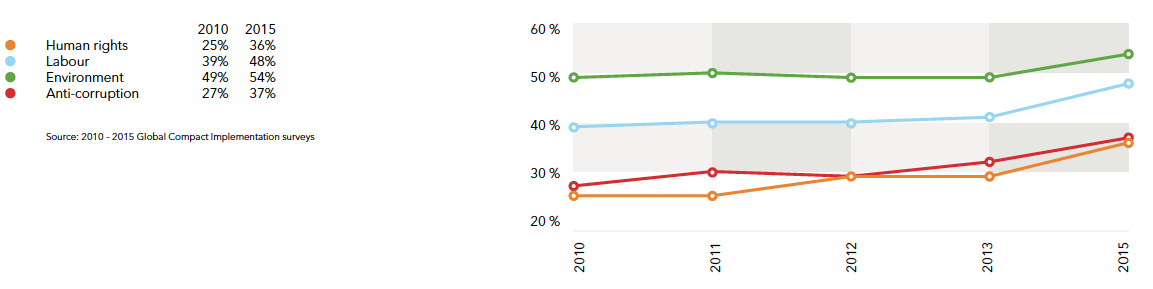 2010 2015
Human rights 25% 36%
Labour 39% 48%
Environment 49% 54%
Anti-corruption 27% 37%
Source: 2010 – 2015 Global Compact Implementation surveys
60 %
50 %
40 %
30 %
20 %
2010
2011
2012
2013
2015